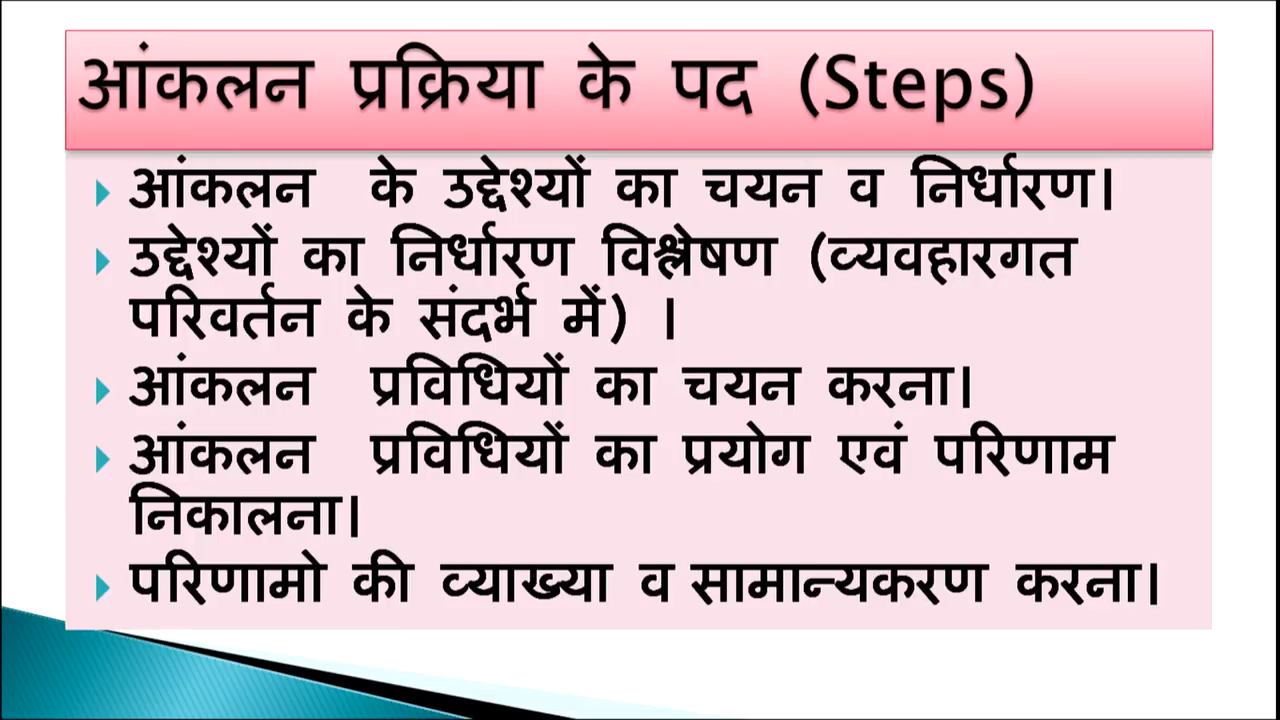 आंकलन प्रक्रिया के पद (Steps)
आंकलन के उद्देश्यों का चयन व निर्धारण।
उद्देश्यों का निर्धारण विश्लेषण (व्यवहारगत
परिवर्तन के संदर्भ में) ।
आंकलन प्रविधियों का चयन करना।
आंकलन प्रविधियों का प्रयोग एवं परिणाम
निकालना।
परिणामो की व्याख्या व सामान्यकरण करना।